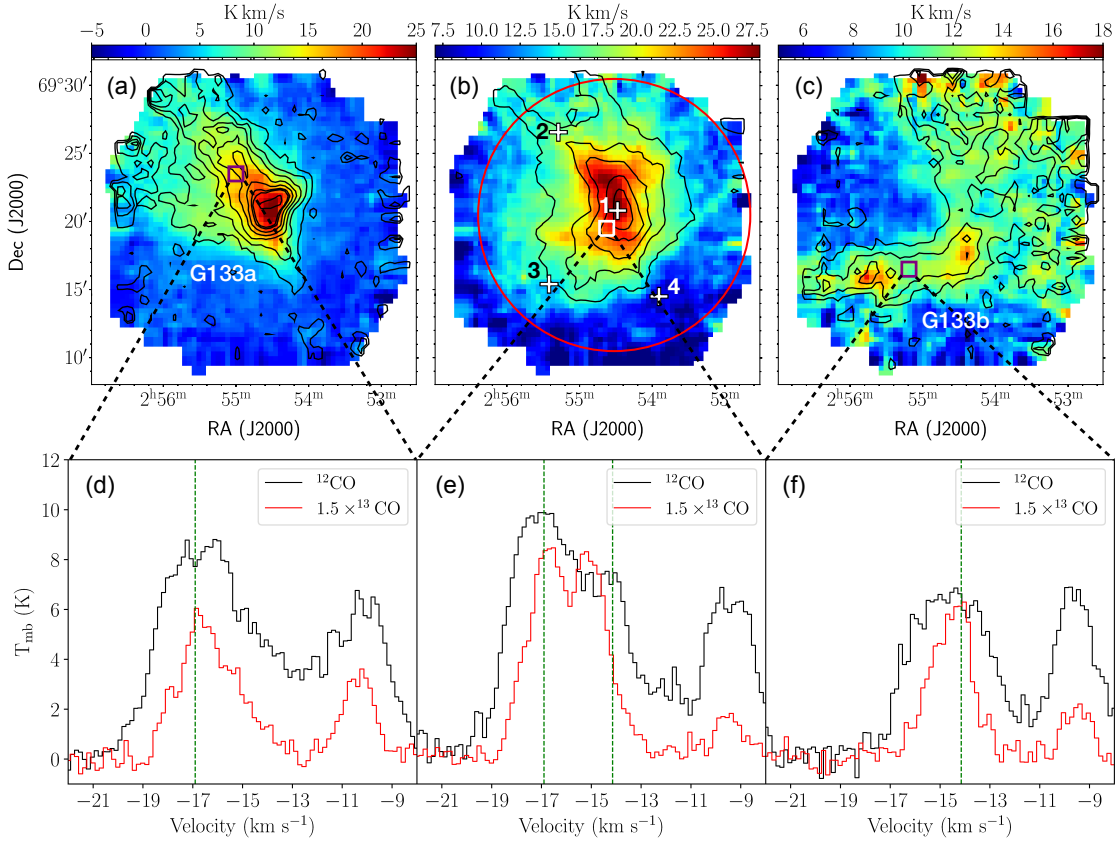 K km/s K km/s K km/s
−5 0 5 10 15 20 25 7.5 10.0 12.5 15.0 17.5 20.0 22.5 25.0 27.5 6 8 10 12 14 16 18
(a) (b) (c)
69°30′
25′
20′
15′
10′
Dec (J2000)
G133a
2
1
3
4
G133b
2ʰ56ᵐ 55ᵐ 54ᵐ 53ᵐ 2ʰ56ᵐ 55ᵐ 54ᵐ 53ᵐ 2ʰ56ᵐ 55ᵐ 54ᵐ 53ᵐ
RA (J2000) RA (J2000) RA (J2000)
(d) (e) (f)
¹²CO ¹²CO ¹²CO
1.5 ×¹³ CO 1.5 ×¹³ CO 1.5 ×¹³ CO
12
10
8
6
4
2
0
T_mb (K)
−21 −19 −17 −15 −13 −11 −9 −21 −19 −17 −15 −13 −11 −9 −21 −19 −17 −15 −13 −11 −9
Velocity (km s⁻¹) Velocity (km s⁻¹) Velocity (km s⁻¹)